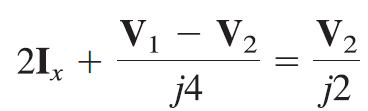 2Iₓ + (V₁ − V₂)/j4 = V₂/j2